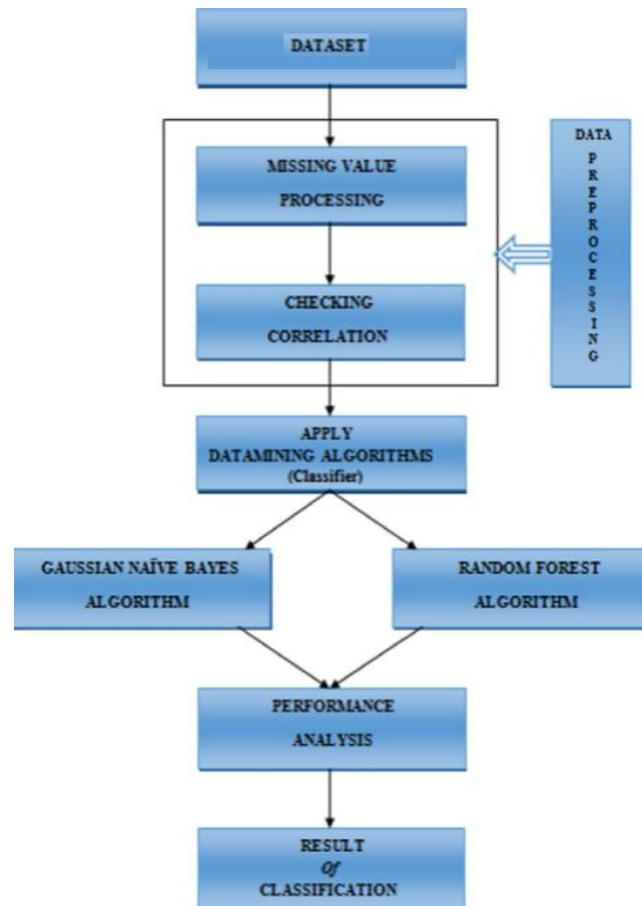 DATASET
MISSING VALUE
PROCESSING
CHECKING
CORRELATION
DATA
P
R
E
P
R
O
C
E
S
S
I
N
G
APPLY
DATAMINING ALGORITHMS
(Classifier)
GAUSSIAN NAÏVE BAYES
ALGORITHM
RANDOM FOREST
ALGORITHM
PERFORMANCE
ANALYSIS
RESULT
Of
CLASSIFICATION